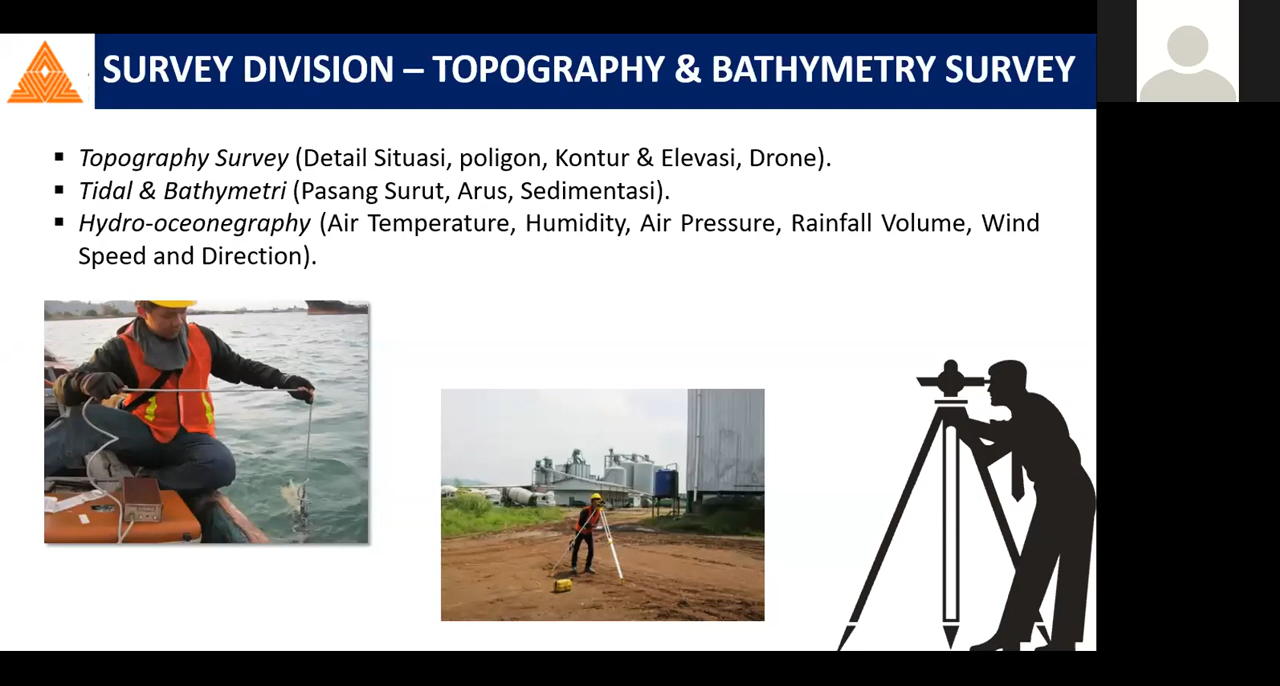 SURVEY DIVISION – TOPOGRAPHY & BATHYMETRY SURVEY
▪ Topography Survey (Detail Situasi, poligon, Kontur & Elevasi, Drone).
▪ Tidal & Bathymetri (Pasang Surut, Arus, Sedimentasi).
▪ Hydro-oceonegraphy (Air Temperature, Humidity, Air Pressure, Rainfall Volume, Wind
Speed and Direction).